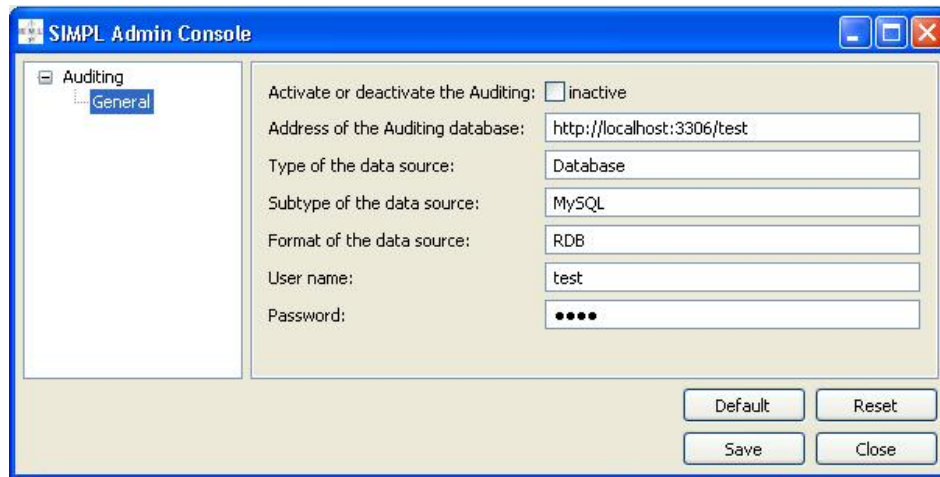 SIMPL Admin Console
Auditing
General
Activate or deactivate the Auditing: inactive
Address of the Auditing database: http://localhost:3306/test
Type of the data source: Database
Subtype of the data source: MySQL
Format of the data source: RDB
User name: test
Password: ●●●●
Default Reset
Save Close